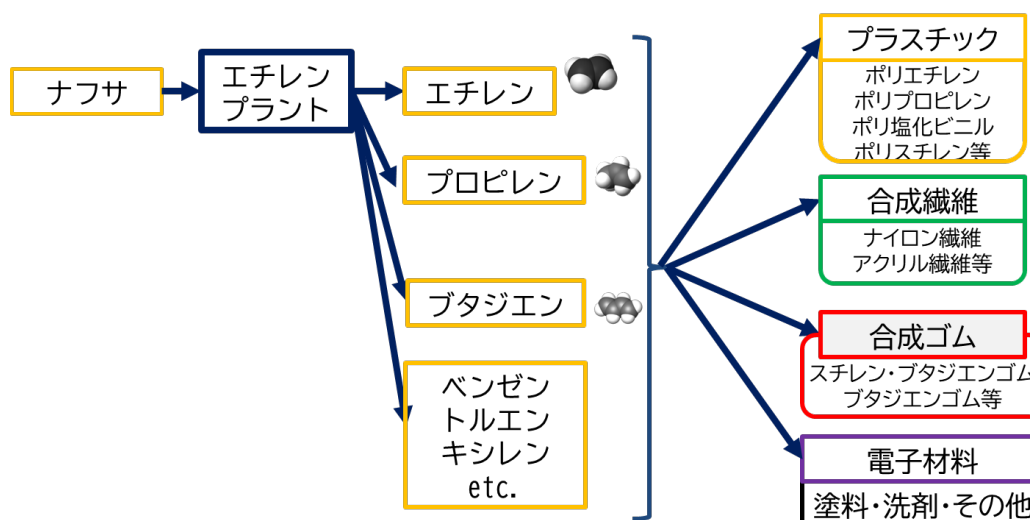 ナフサ
エチレン
プラント
エチレン
プロピレン
ブタジエン
ベンゼン
トルエン
キシレン
etc.
プラスチック
ポリエチレン
ポリプロピレン
ポリ塩化ビニル
ポリスチレン等
合成繊維
ナイロン繊維
アクリル繊維等
合成ゴム
スチレン・ブタジエンゴム
ブタジエンゴム等
電子材料
塗料・洗剤・その他